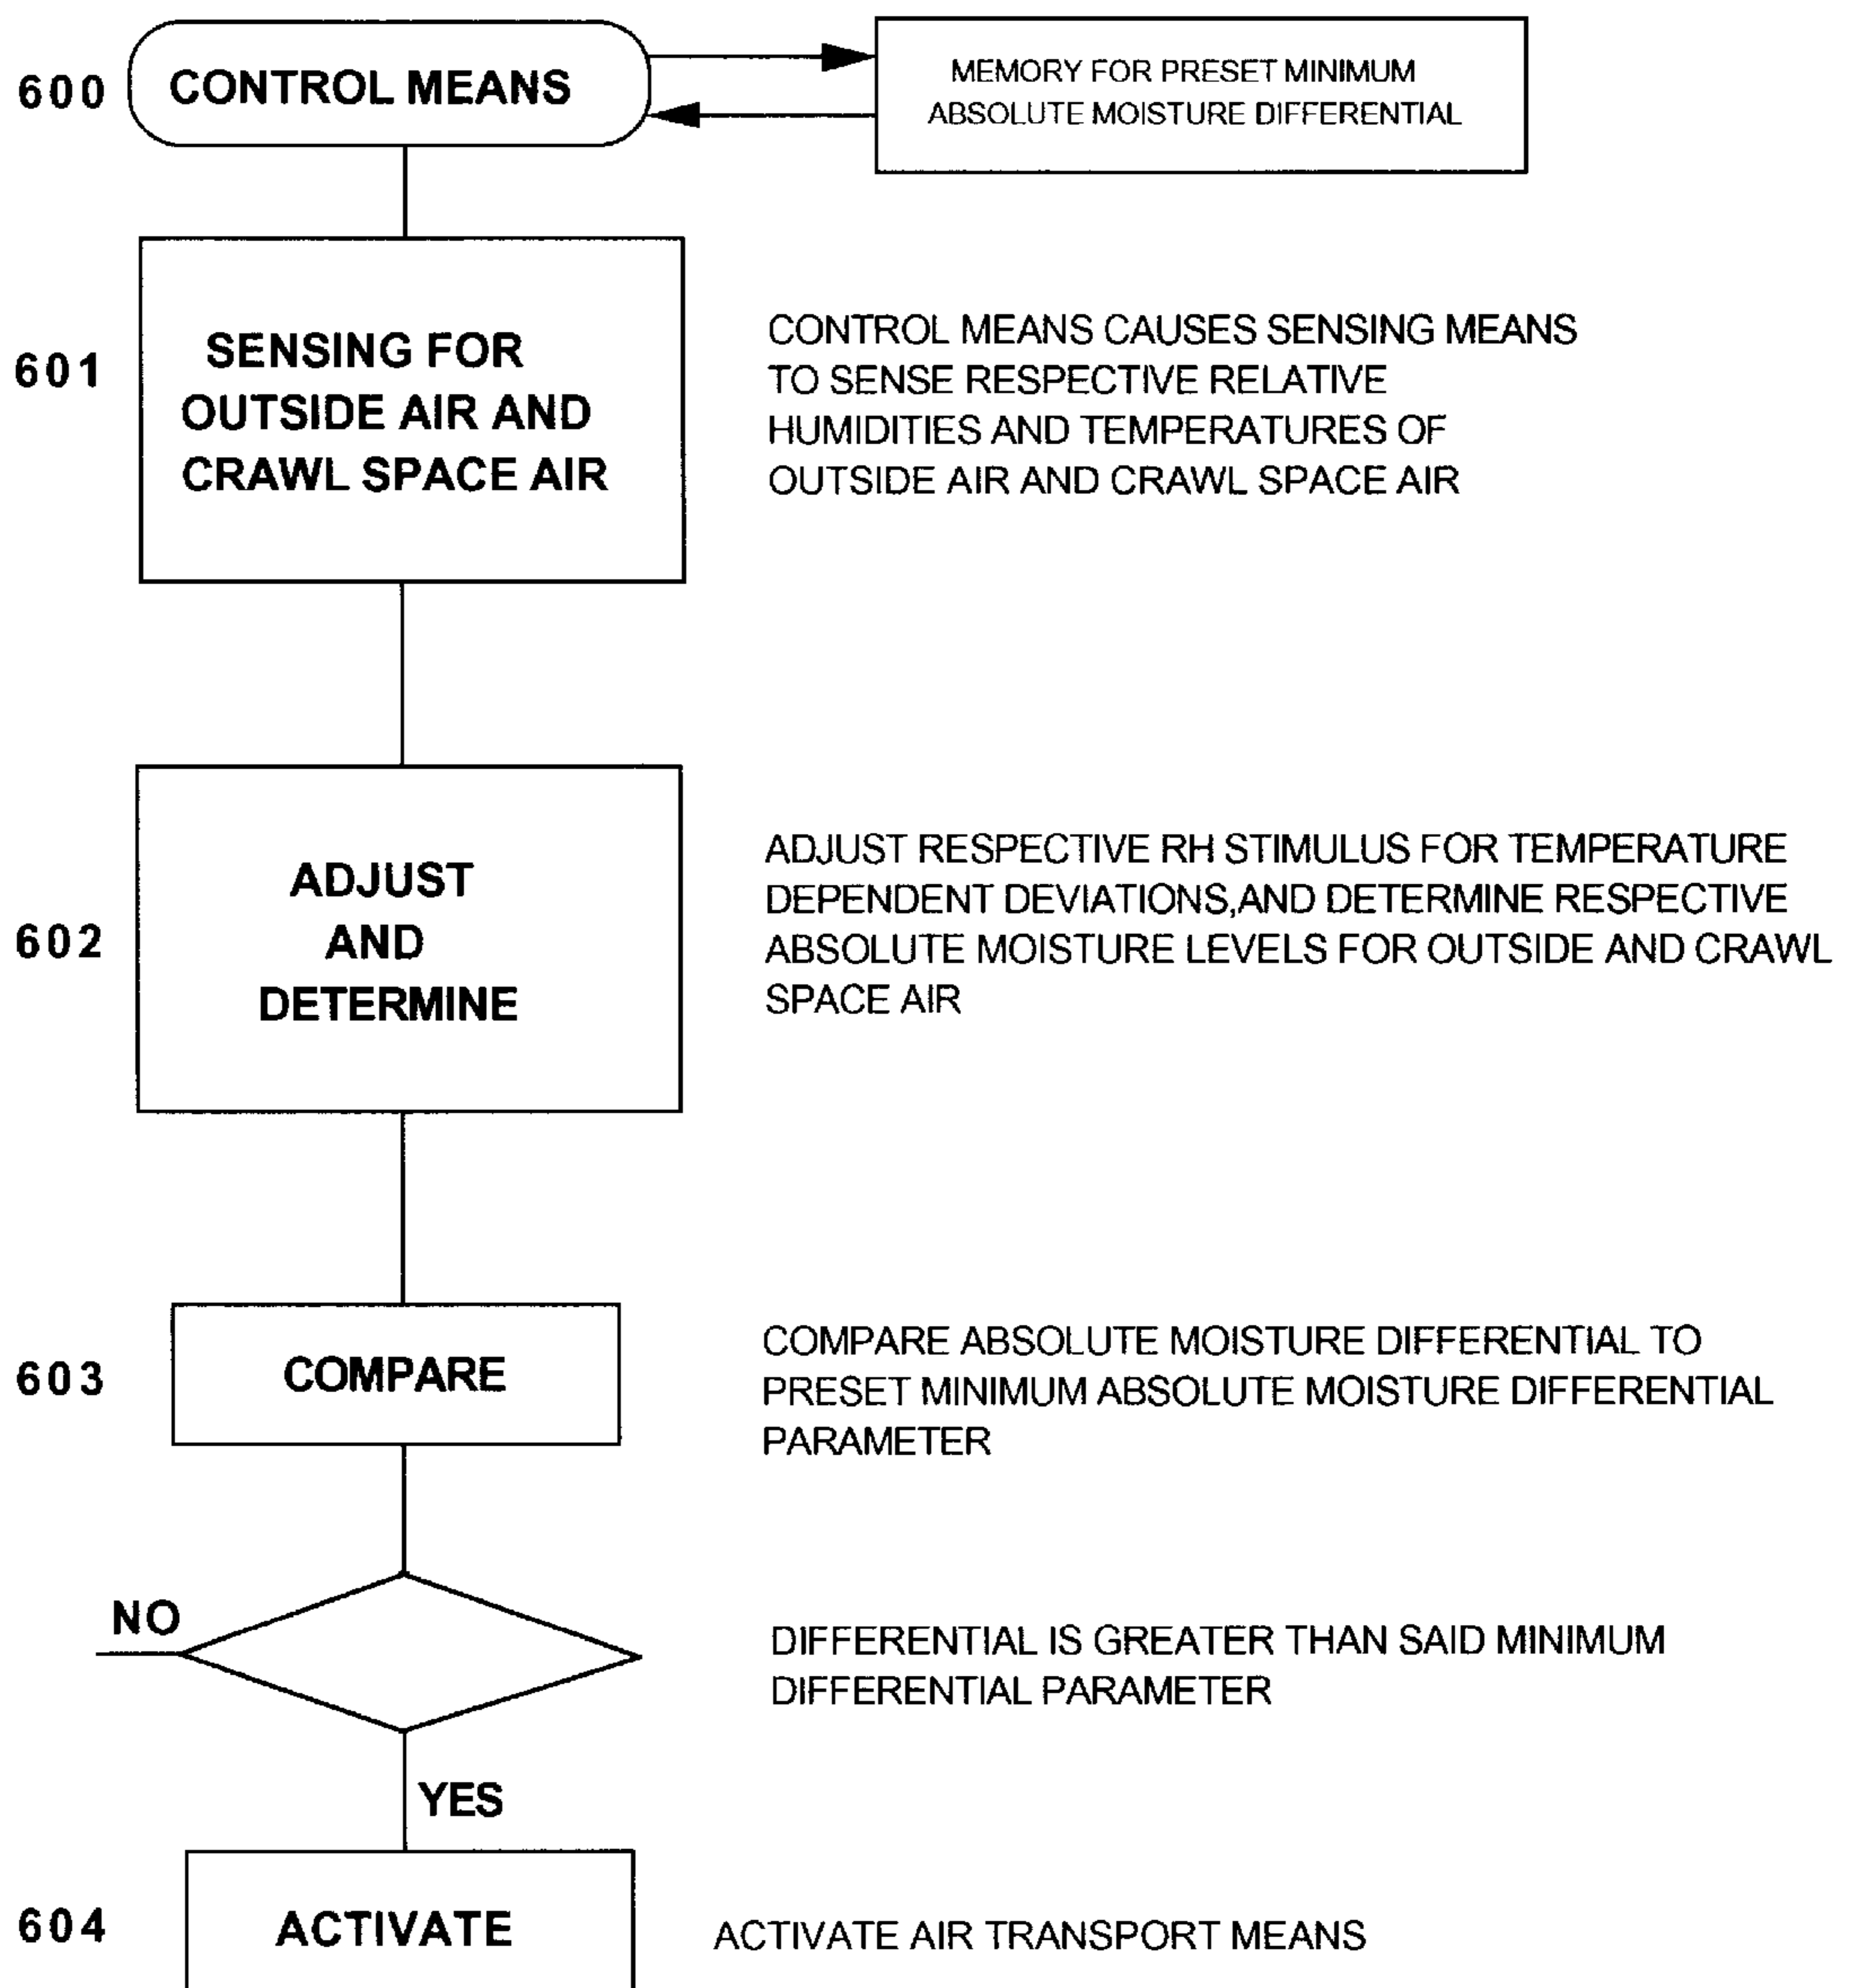 600
CONTROL MEANS
MEMORY FOR PRESET MINIMUM
ABSOLUTE MOISTURE DIFFERENTIAL
601
SENSING FOR
OUTSIDE AIR AND
CRAWL SPACE AIR
CONTROL MEANS CAUSES SENSING MEANS
TO SENSE RESPECTIVE RELATIVE
HUMIDITIES AND TEMPERATURES OF
OUTSIDE AIR AND CRAWL SPACE AIR
602
ADJUST
AND
DETERMINE
ADJUST RESPECTIVE RH STIMULUS FOR TEMPERATURE
DEPENDENT DEVIATIONS,AND DETERMINE RESPECTIVE
ABSOLUTE MOISTURE LEVELS FOR OUTSIDE AND CRAWL
SPACE AIR
603
COMPARE
COMPARE ABSOLUTE MOISTURE DIFFERENTIAL TO
PRESET MINIMUM ABSOLUTE MOISTURE DIFFERENTIAL
PARAMETER
NO
DIFFERENTIAL IS GREATER THAN SAID MINIMUM
DIFFERENTIAL PARAMETER
YES
604
ACTIVATE
ACTIVATE AIR TRANSPORT MEANS